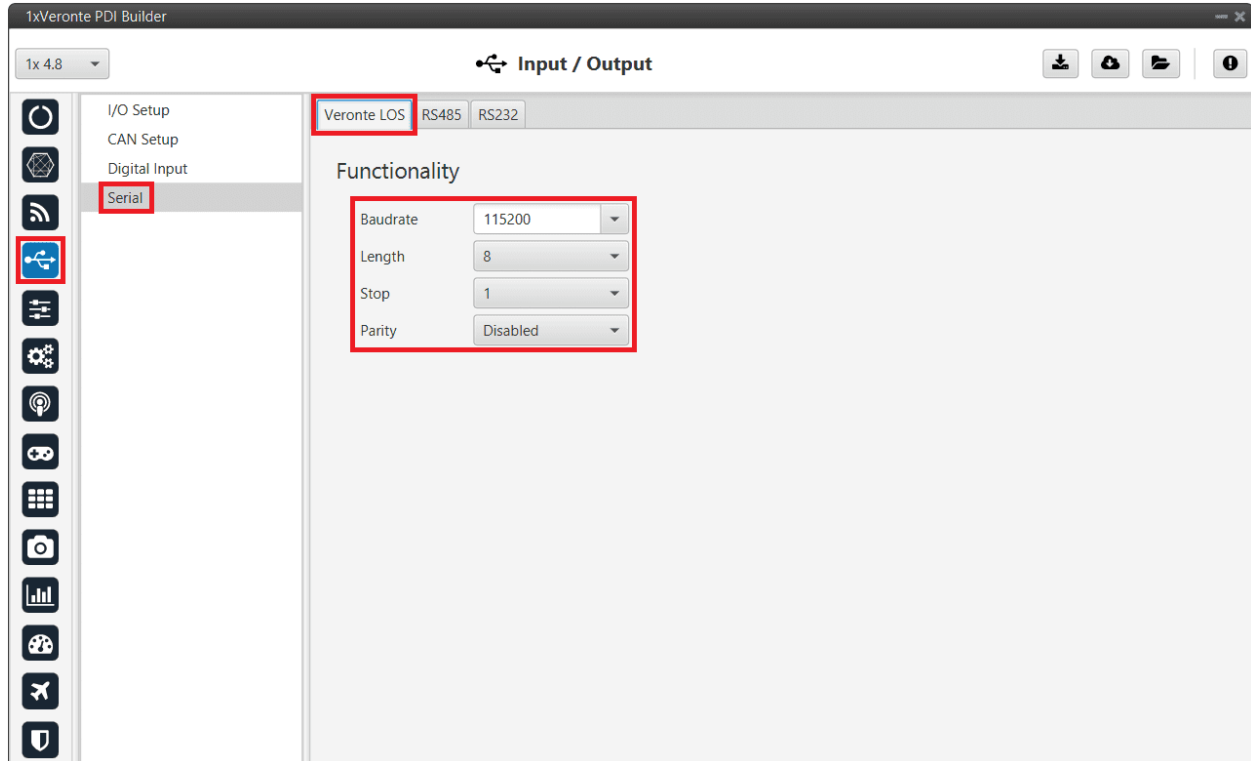 1xVeronte PDI Builder
1x 4.8
Input / Output
I/O Setup
CAN Setup
Digital Input
Serial
Veronte LOS RS485 RS232
Functionality
Baudrate 115200
Length 8
Stop 1
Parity Disabled